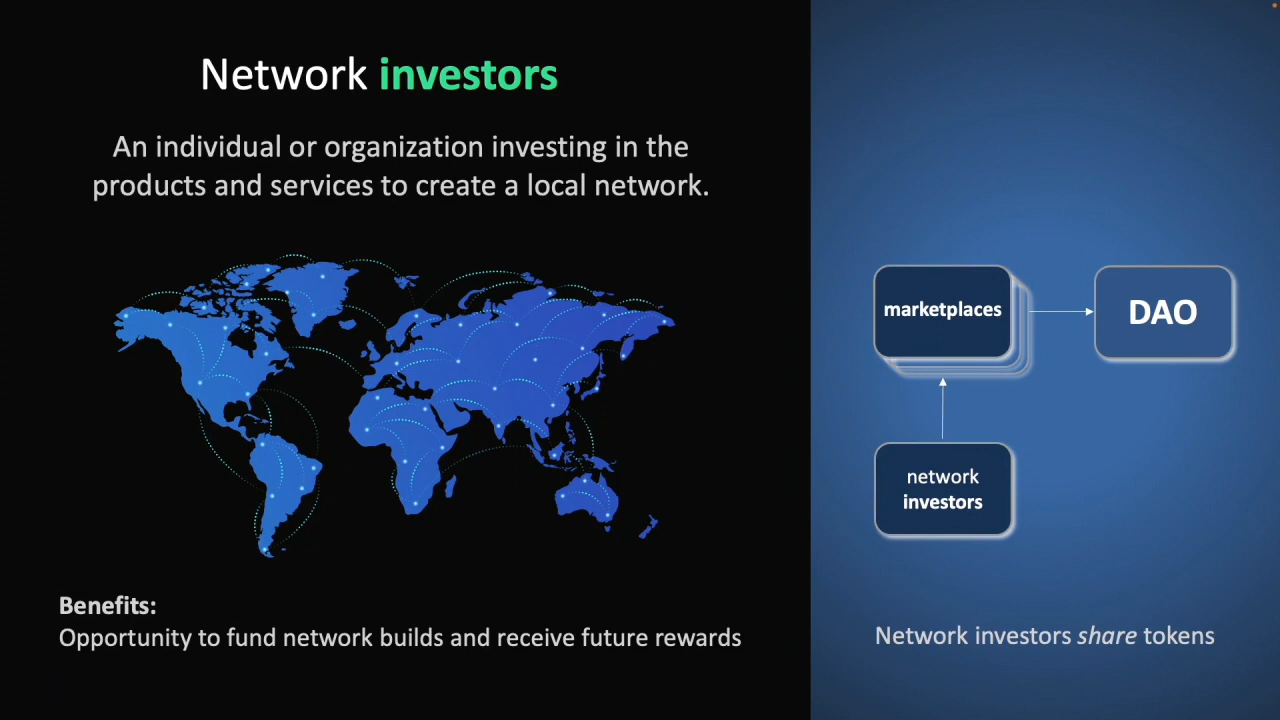 Network investors
An individual or organization investing in the
products and services to create a local network.
Benefits:
Opportunity to fund network builds and receive future rewards
marketplaces
DAO
network
investors
Network investors share tokens